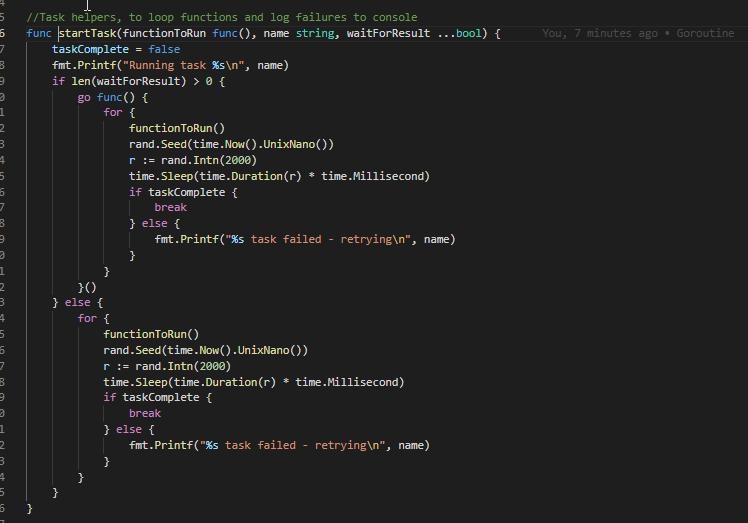 4
5 //Task helpers, to loop functions and log failures to console
6 func startTask(functionToRun func(), name string, waitForResult ...bool) { You, 7 minutes ago • Goroutine
7     taskComplete = false
8     fmt.Printf("Running task %s\n", name)
9     if len(waitForResult) > 0 {
0         go func() {
1             for {
2                 functionToRun()
3                 rand.Seed(time.Now().UnixNano())
4                 r := rand.Intn(2000)
5                 time.Sleep(time.Duration(r) * time.Millisecond)
6                 if taskComplete {
7                     break
8                 } else {
9                     fmt.Printf("%s task failed - retrying\n", name)
0                 }
1             }
2         }()
3     } else {
4         for {
5             functionToRun()
6             rand.Seed(time.Now().UnixNano())
7             r := rand.Intn(2000)
8             time.Sleep(time.Duration(r) * time.Millisecond)
9             if taskComplete {
0                 break
1             } else {
2                 fmt.Printf("%s task failed - retrying\n", name)
3             }
4         }
5     }
6 }